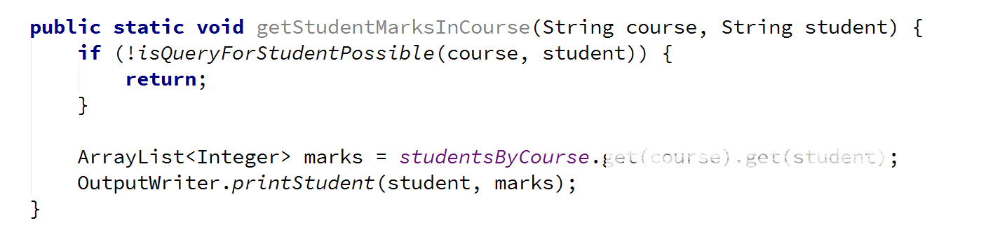 public static void getStudentMarksInCourse(String course, String student) {
if (!isQueryForStudentPossible(course, student)) {
return;
}
ArrayList<Integer> marks = studentsByCourse.get(course).get(student);
OutputWriter.printStudent(student, marks);
}